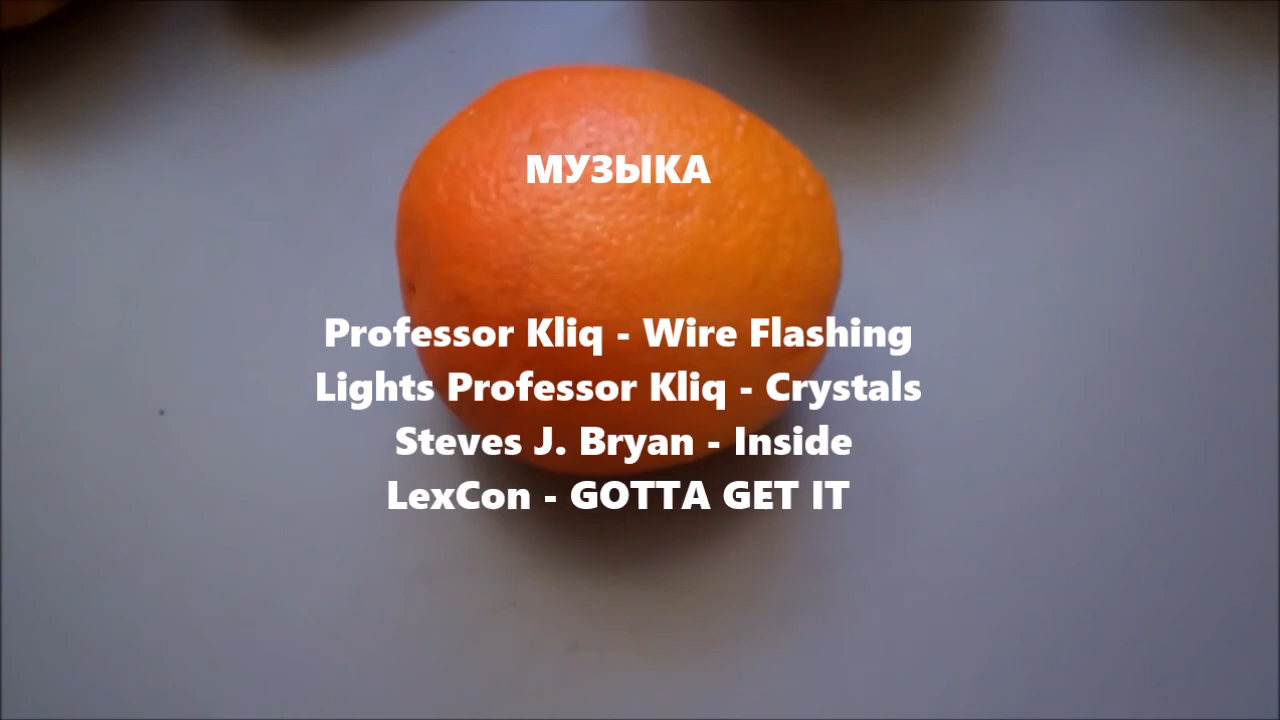 МУЗЫКА
Professor Kliq - Wire Flashing
Lights Professor Kliq - Crystals
Steves J. Bryan - Inside
LexCon - GOTTA GET IT